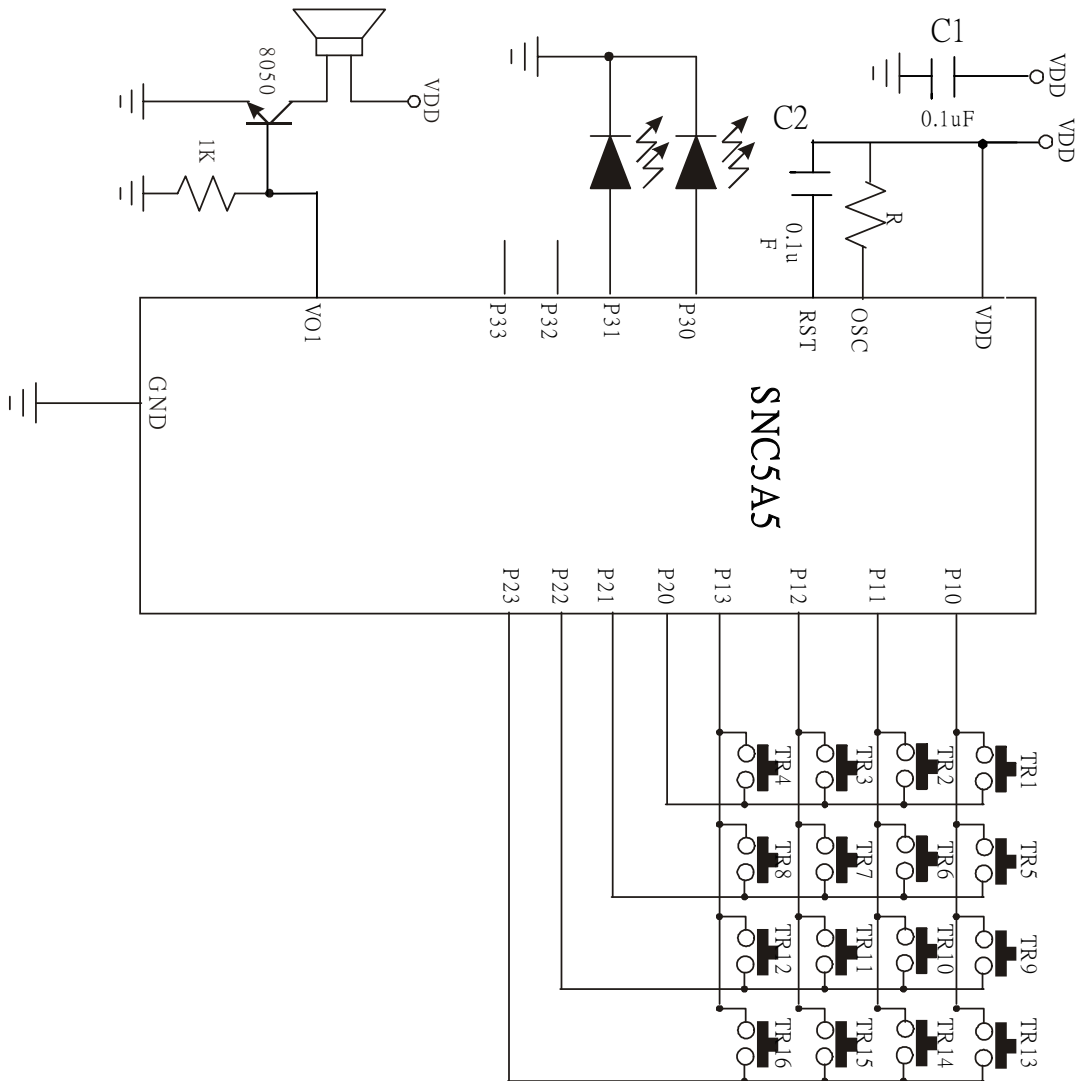 C1
VDD
0.1uF
VDD
C2
R
0.1u
F
VDD
8050
1K
VO1
P33
P32
P31
P30
RST
OSC
VDD
GND
SNC5A5
P23
P22
P21
P20
P13
P12
P11
P10
TR4
TR3
TR2
TR1
TR8
TR7
TR6
TR5
TR12
TR11
TR10
TR9
TR16
TR15
TR14
TR13